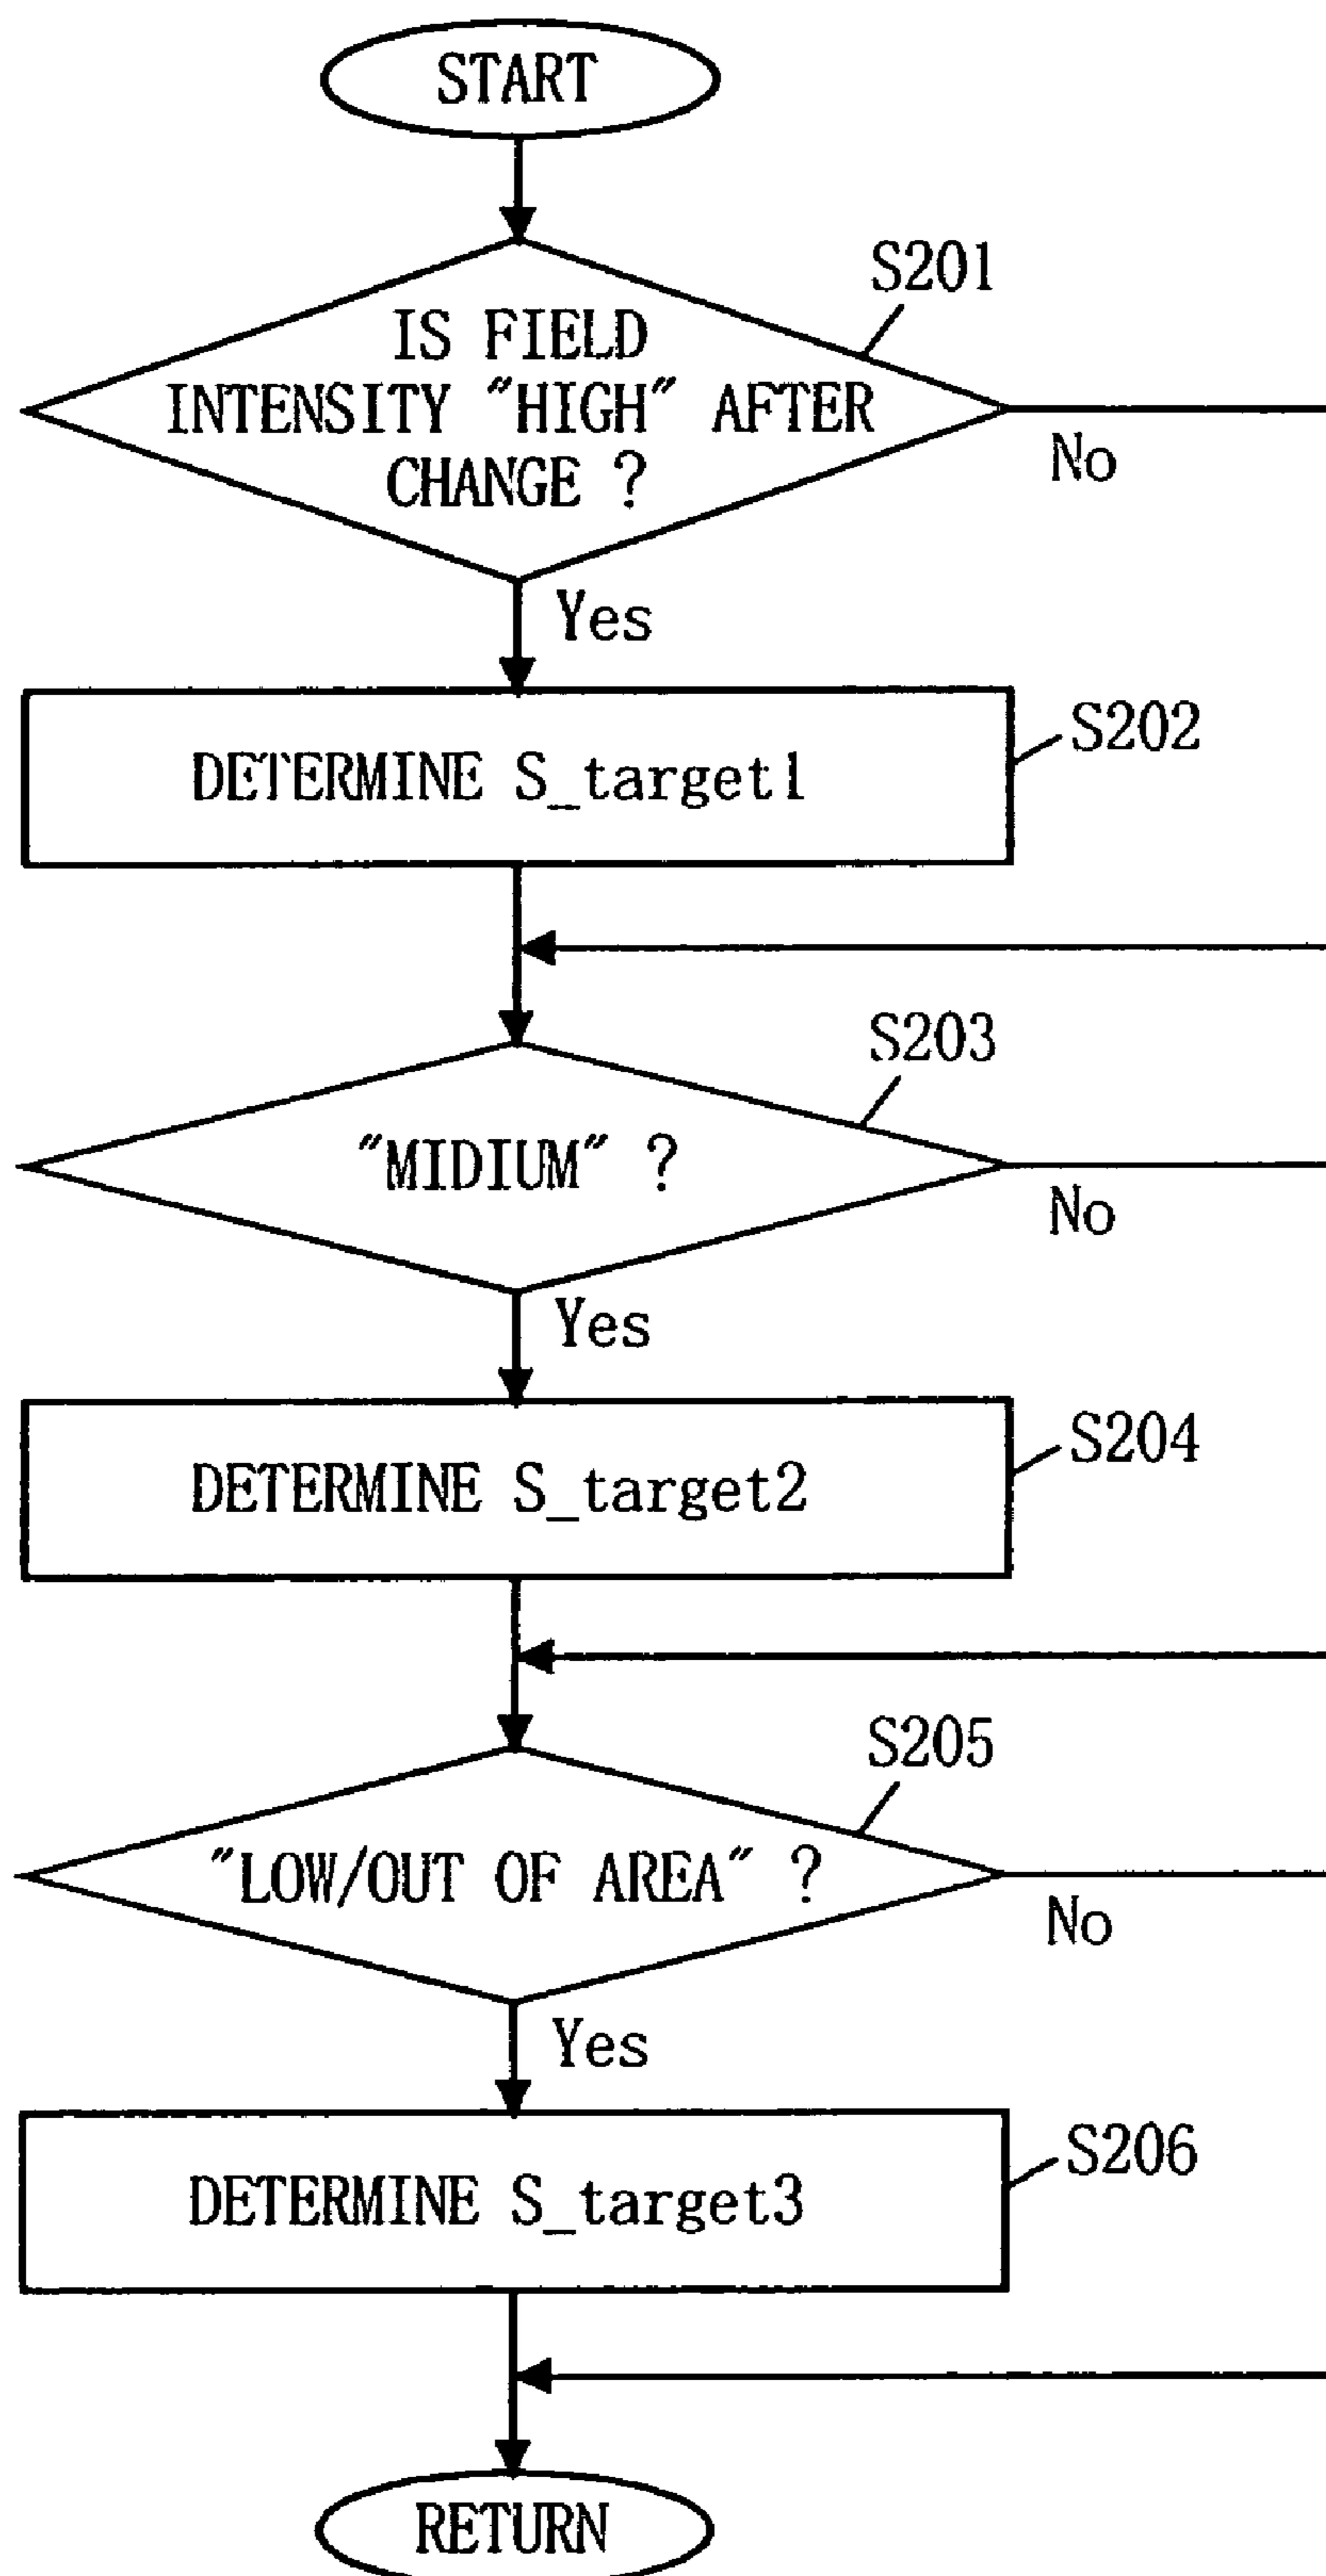 START
S201
IS FIELD
INTENSITY "HIGH" AFTER
CHANGE ?
No
Yes
S202
DETERMINE S_target1
S203
"MIDIUM" ?
No
Yes
S204
DETERMINE S_target2
S205
"LOW/OUT OF AREA" ?
No
Yes
S206
DETERMINE S_target3
RETURN